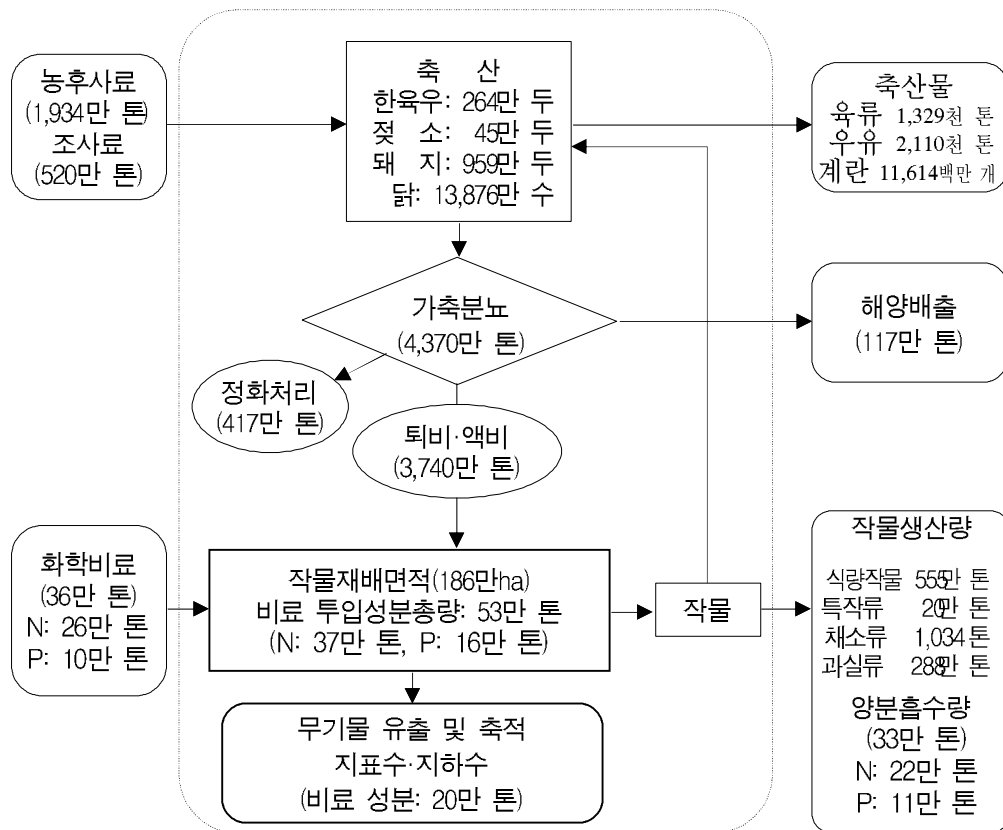 농후사료
(1,934만 톤)
조사료
(520만 톤)
축 산
한육우: 264만 두
젖 소: 45만 두
돼 지: 959만 두
닭: 13,876만 수
축산물
육류 1,329천 톤
우유 2,110천 톤
계란 11,614백만 개
가축분뇨
(4,370만 톤)
해양배출
(117만 톤)
정화처리
(417만 톤)
퇴비·액비
(3,740만 톤)
화학비료
(36만 톤)
N: 26만 톤
P: 10만 톤
작물재배면적(186만ha)
비료 투입성분총량: 53만 톤
(N: 37만 톤, P: 16만 톤)
작물
작물생산량
식량작물 555만 톤
특작류 20만 톤
채소류 1,034톤
과실류 288만 톤
양분흡수량
(33만 톤)
N: 22만 톤
P: 11만 톤
무기물 유출 및 축적
지표수·지하수
(비료 성분: 20만 톤)